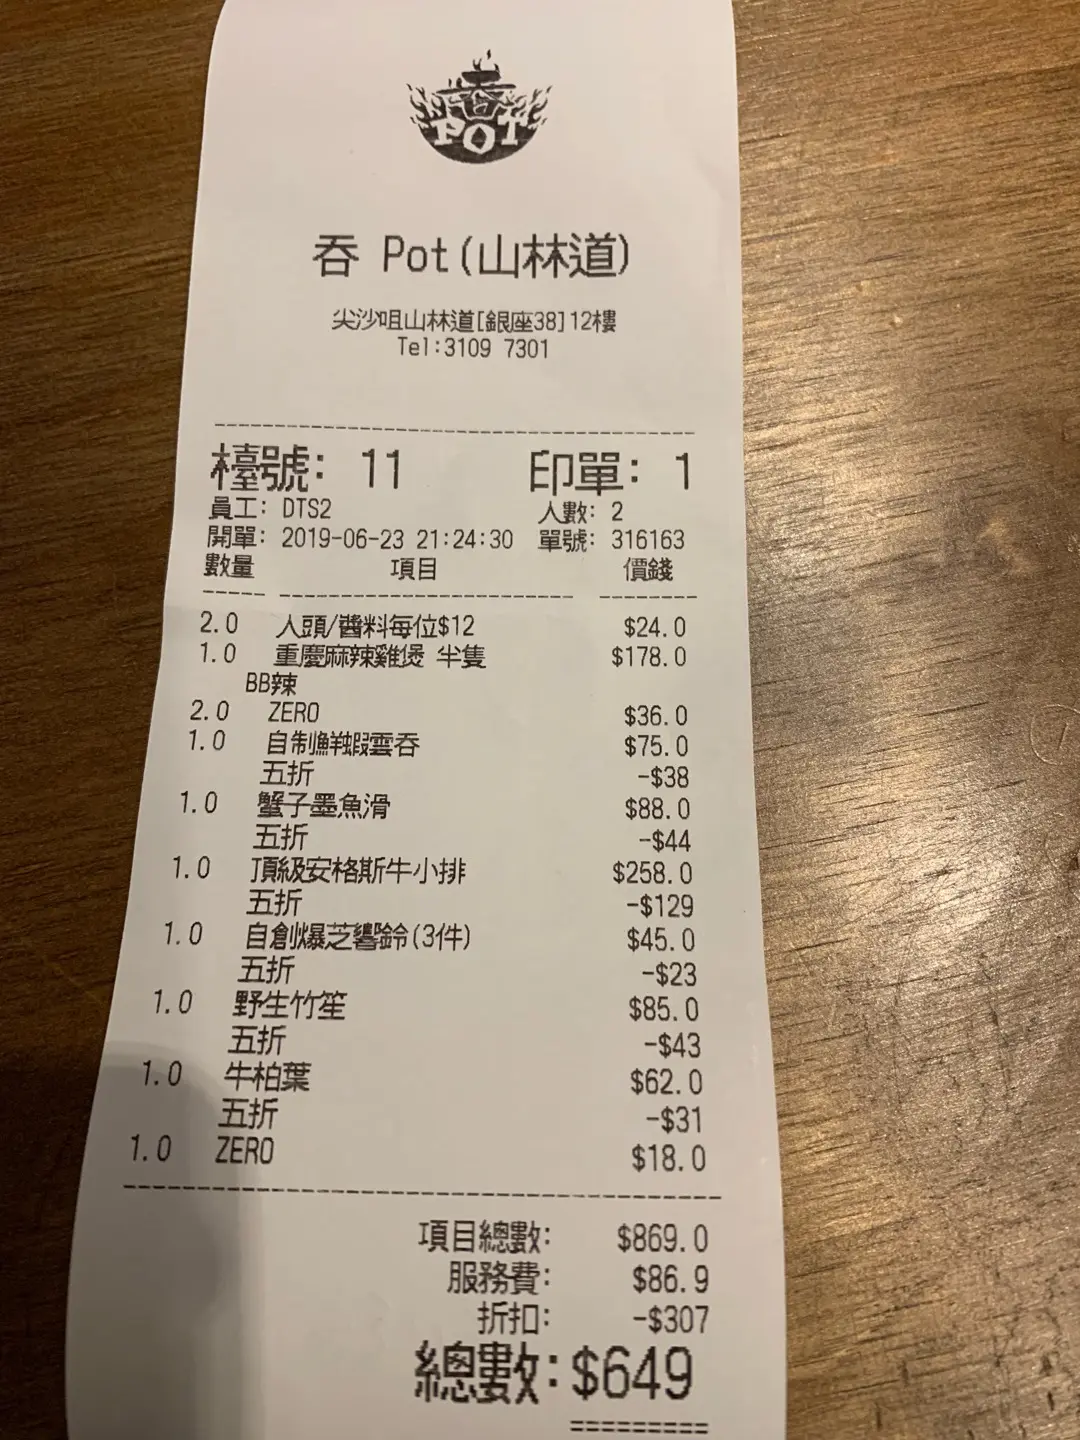 吞
POT
吞 Pot(山林道)
尖沙咀山林道[銀座38]12樓
Tel:3109 7301
檯號: 11 印單: 1
員工: DTS2 人數: 2
開單: 2019-06-23 21:24:30 單號: 316163
數量 項目 價錢
2.0 人頭/醬料每位$12 $24.0
1.0 重慶麻辣雞煲 半隻 $178.0
BB辣
2.0 ZERO $36.0
1.0 自制鮮蝦雲吞 $75.0
五折 -$38
1.0 蟹子墨魚滑 $88.0
五折 -$44
1.0 頂級安格斯牛小排 $258.0
五折 -$129
1.0 自創爆芝響鈴(3件) $45.0
五折 -$23
1.0 野生竹笙 $85.0
五折 -$43
1.0 牛柏葉 $62.0
五折 -$31
1.0 ZERO $18.0
項目總數: $869.0
服務費: $86.9
折扣: -$307
總數: $649